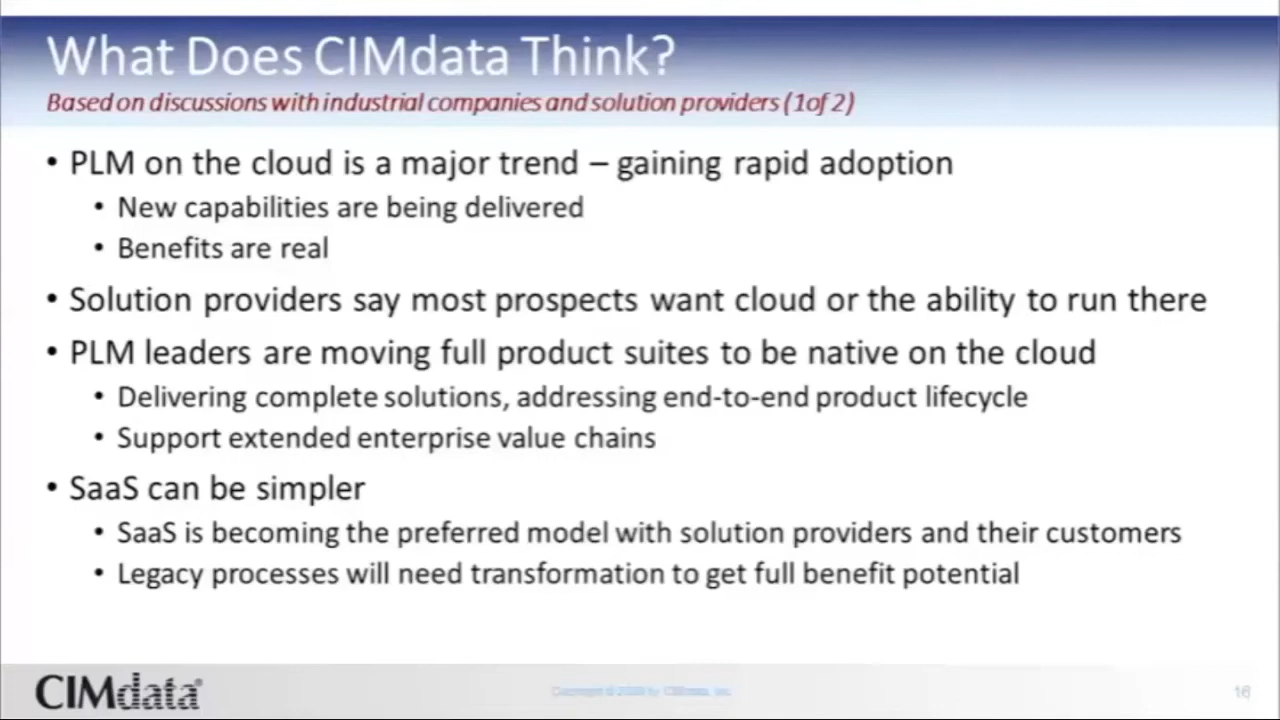 What Does CIMdata Think?
Based on discussions with industrial companies and solution providers (1of 2)
• PLM on the cloud is a major trend – gaining rapid adoption
• New capabilities are being delivered
• Benefits are real
• Solution providers say most prospects want cloud or the ability to run there
• PLM leaders are moving full product suites to be native on the cloud
• Delivering complete solutions, addressing end-to-end product lifecycle
• Support extended enterprise value chains
• SaaS can be simpler
• SaaS is becoming the preferred model with solution providers and their customers
• Legacy processes will need transformation to get full benefit potential
CIMdata®
Copyright © by CIMdata, Inc.
16